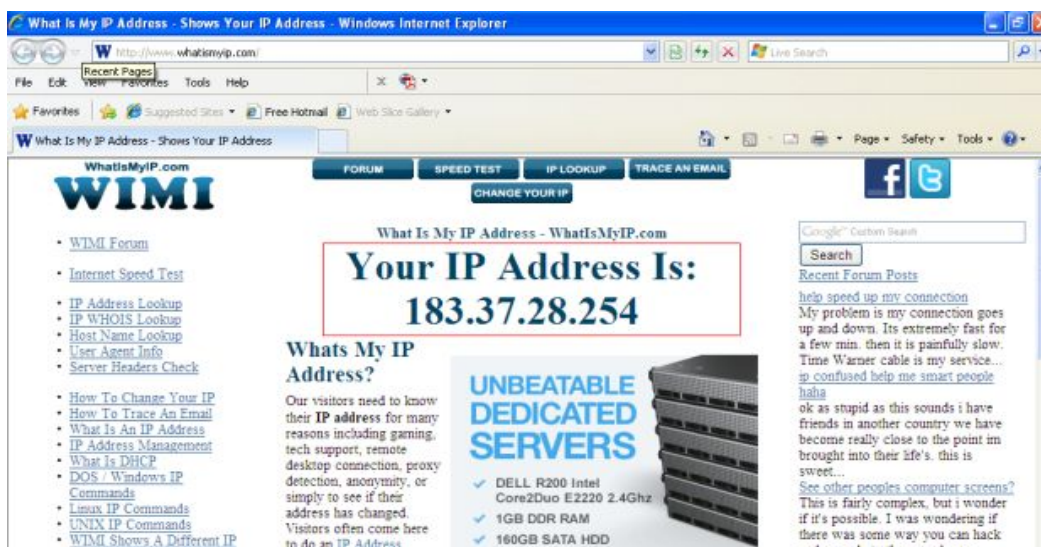 What Is My IP Address - Shows Your IP Address - Windows Internet Explorer
http://www.whatismyip.com/
Live Search
Recent Pages
File Edit View Favorites Tools Help
Favorites Suggested Sites Free Hotmail Web Slice Gallery
What Is My IP Address - Shows Your IP Address
Page Safety Tools
WhatIsMyIP.com
WIMI
FORUM SPEED TEST IP LOOKUP TRACE AN EMAIL
CHANGE YOUR IP
What Is My IP Address - WhatIsMyIP.com
Your IP Address Is:
183.37.28.254
WIMI Forum
Internet Speed Test
IP Address Lookup
IP WHOIS Lookup
Host Name Lookup
User Agent Info
Server Headers Check
How To Change Your IP
How To Trace An Email
What Is An IP Address
IP Address Management
What Is DHCP
DOS / Windows IP
Commands
Linux IP Commands
UNIX IP Commands
WIMI Shows A Different IP
Whats My IP
Address?
Our visitors need to know
their IP address for many
reasons including gaming,
tech support, remote
desktop connection, proxy
detection, anonymity, or
simply to see if their
address has changed.
Visitors often come here
to do an IP Address
UNBEATABLE
DEDICATED
SERVERS
DELL R200 Intel
Core2Duo E2220 2.4Ghz
1GB DDR RAM
160GB SATA HDD
Google™ Custom Search
Search
Recent Forum Posts
help speed up my connection
My problem is my connection goes
up and down. Its extremely fast for
a few min. then it is painfully slow.
Time Warner cable is my service...
ip confused help me smart people
haha
ok as stupid as this sounds i have
friends in another country we have
become really close to the point im
brought into their life's. this is
sweet...
See other peoples computer screens?
This is fairly complex, but i wonder
if it's possible. I was wondering if
there was some way you can hack